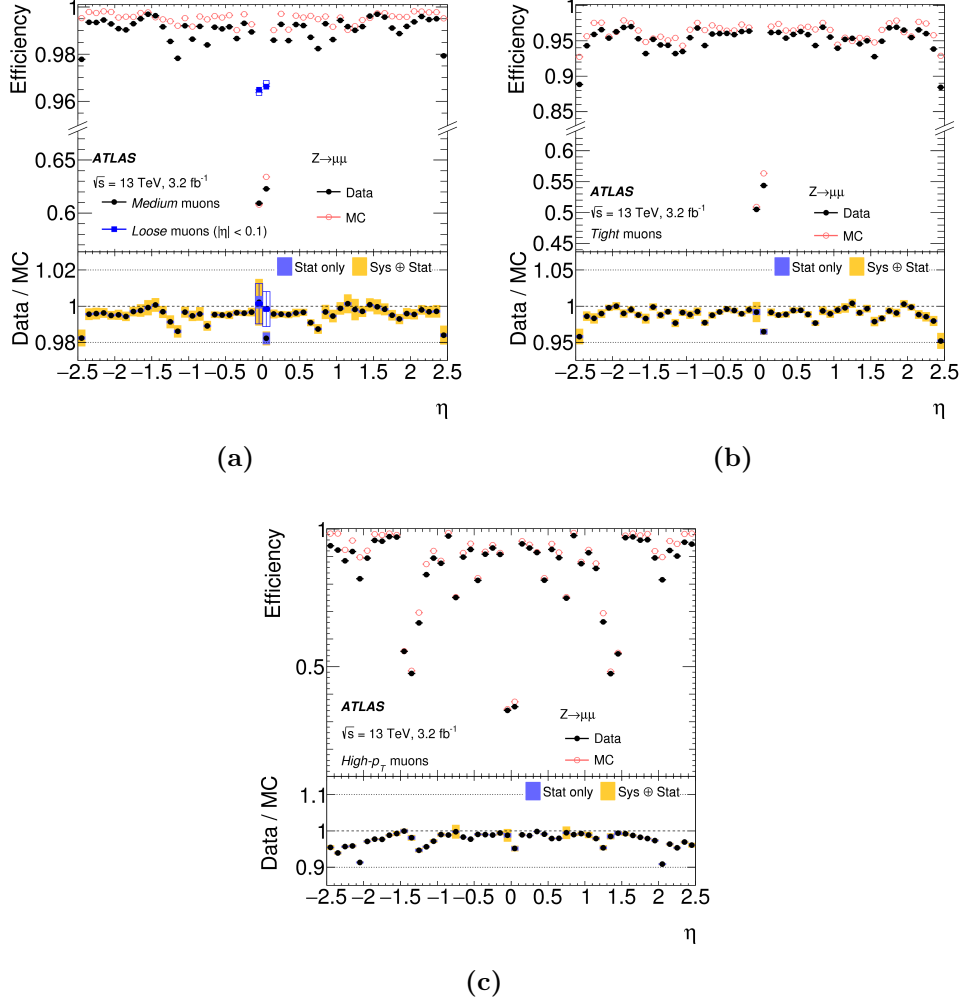 Efficiency
1
0.98
0.96
0.65
0.6
ATLAS
√s = 13 TeV, 3.2 fb-1
Medium muons
Loose muons (|η| < 0.1)
Z→μμ
Data
MC
Data / MC
1.02
1
0.98
Stat only
Sys ⊕ Stat
−2.5 −2 −1.5 −1 −0.5 0 0.5 1 1.5 2 2.5
η
(a)
Efficiency
1
0.95
0.9
0.85
0.6
0.55
0.5
0.45
ATLAS
√s = 13 TeV, 3.2 fb-1
Tight muons
Z→μμ
Data
MC
Data / MC
1.05
1
0.95
Stat only
Sys ⊕ Stat
−2.5 −2 −1.5 −1 −0.5 0 0.5 1 1.5 2 2.5
η
(b)
Efficiency
1
0.5
ATLAS
√s = 13 TeV, 3.2 fb-1
High-pT muons
Z→μμ
Data
MC
Data / MC
1.1
1
0.9
Stat only
Sys ⊕ Stat
−2.5 −2 −1.5 −1 −0.5 0 0.5 1 1.5 2 2.5
η
(c)